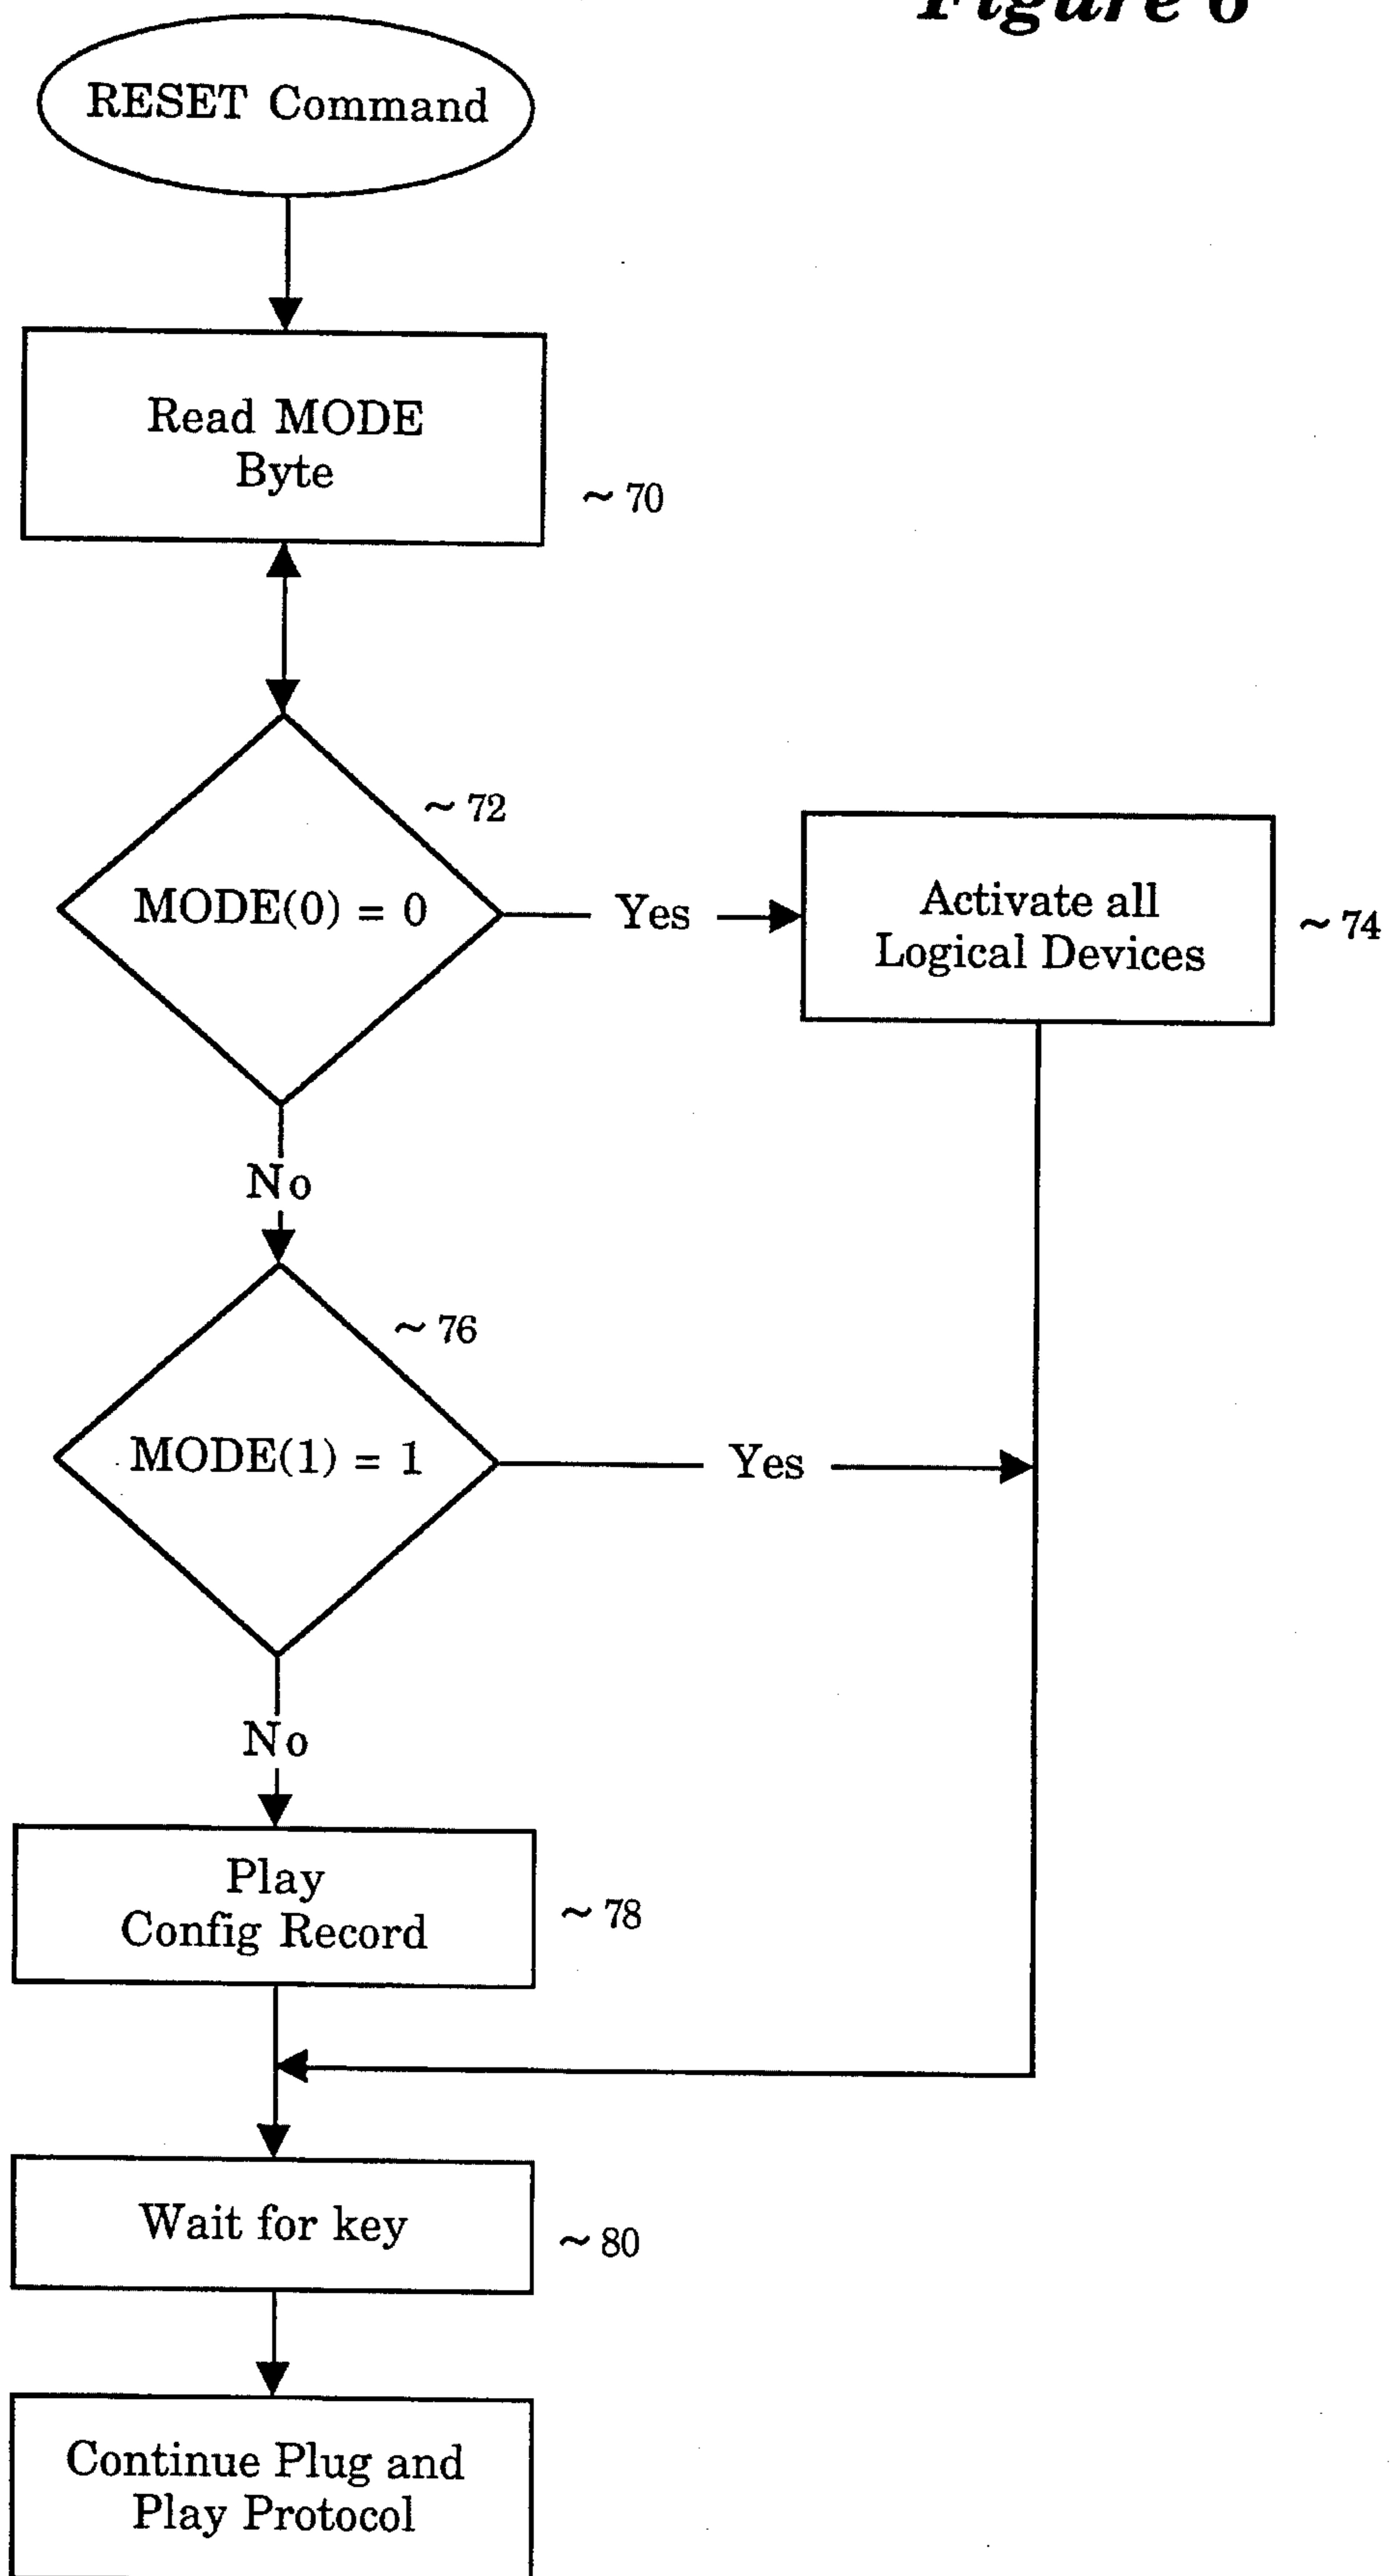 Figure 6
RESET Command
Read MODE
Byte
~ 70
~ 72
MODE(0) = 0
Yes
Activate all
Logical Devices
~ 74
No
~ 76
MODE(1) = 1
Yes
No
Play
Config Record
~ 78
Wait for key
~ 80
Continue Plug and
Play Protocol